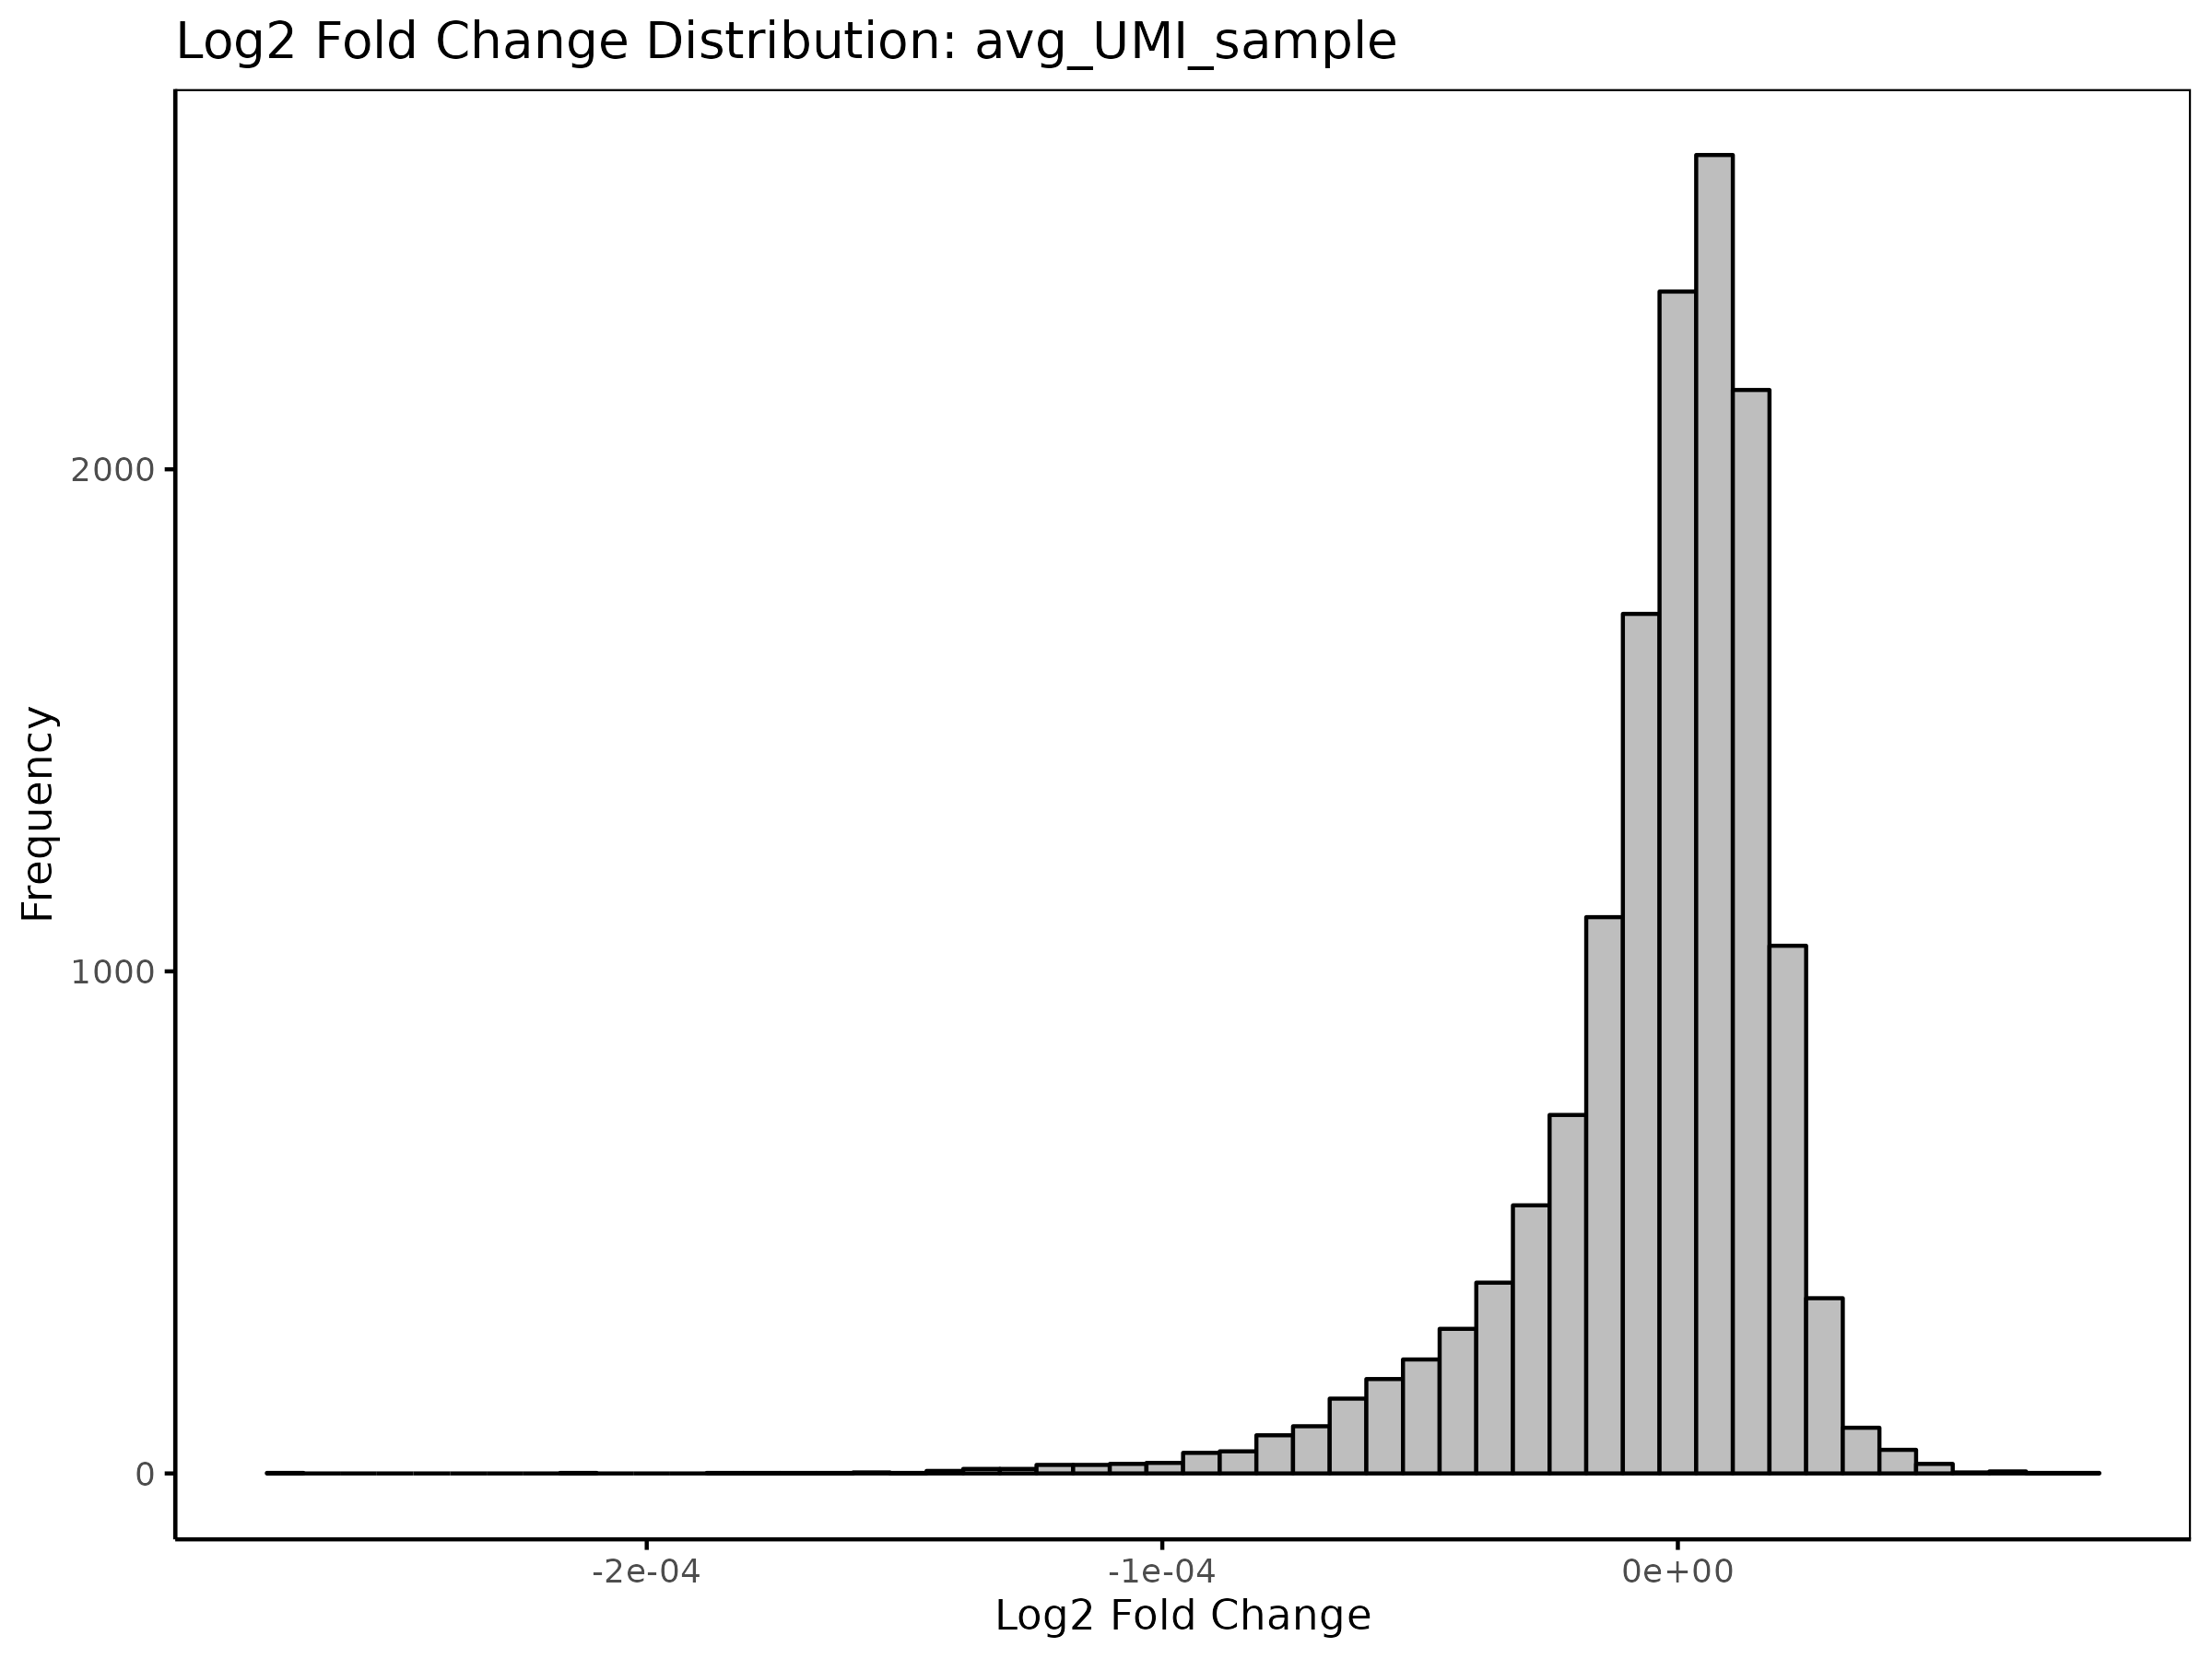 Log2 Fold Change Distribution: avg_UMI_sample
Frequency
2000
1000
0
-2e-04
-1e-04
0e+00
Log2 Fold Change